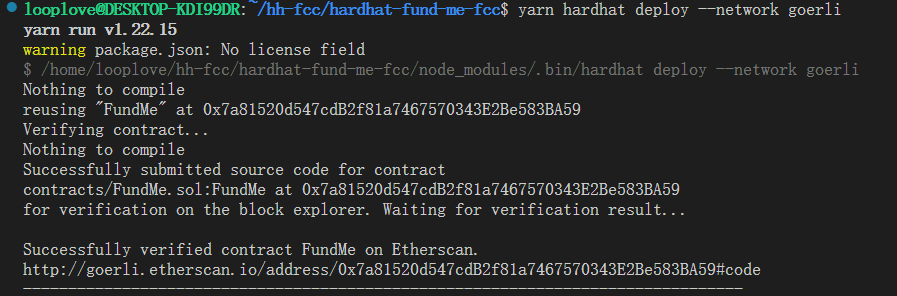 looplove@DESKTOP-KDI99DR:~/hh-fcc/hardhat-fund-me-fcc$ yarn hardhat deploy --network goerli
yarn run v1.22.15
warning package.json: No license field
$ /home/looplove/hh-fcc/hardhat-fund-me-fcc/node_modules/.bin/hardhat deploy --network goerli
Nothing to compile
reusing "FundMe" at 0x7a81520d547cdB2f81a7467570343E2Be583BA59
Verifying contract...
Nothing to compile
Successfully submitted source code for contract
contracts/FundMe.sol:FundMe at 0x7a81520d547cdB2f81a7467570343E2Be583BA59
for verification on the block explorer. Waiting for verification result...
Successfully verified contract FundMe on Etherscan.
http://goerli.etherscan.io/address/0x7a81520d547cdB2f81a7467570343E2Be583BA59#code
--------------------------------------------------------------------------------